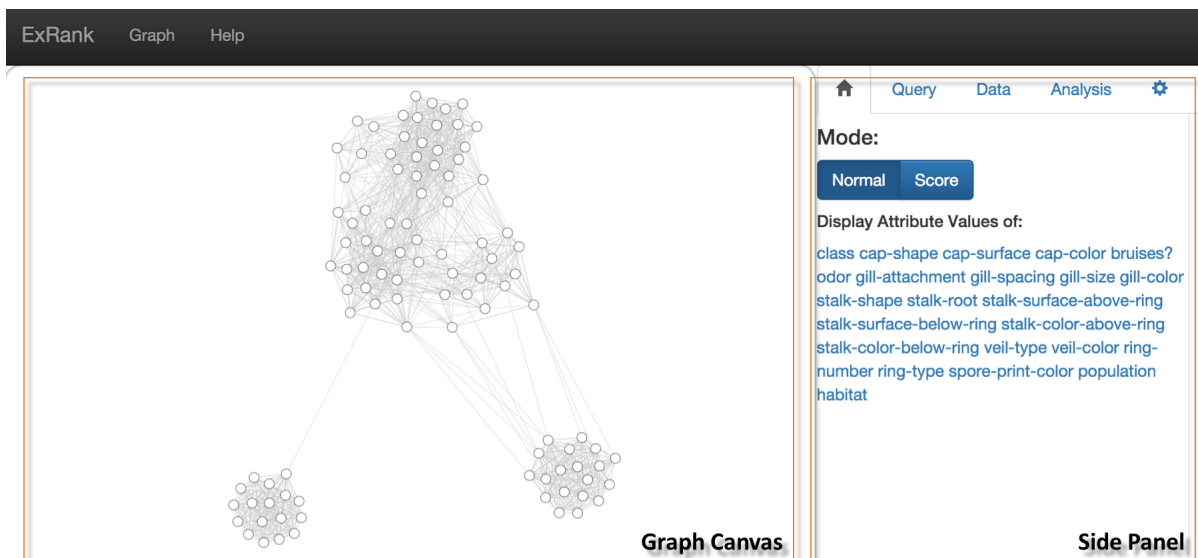 ExRank Graph Help
Query Data Analysis
Mode:
Normal Score
Display Attribute Values of:
class cap-shape cap-surface cap-color bruises?
odor gill-attachment gill-spacing gill-size gill-color
stalk-shape stalk-root stalk-surface-above-ring
stalk-surface-below-ring stalk-color-above-ring
stalk-color-below-ring veil-type veil-color ring-
number ring-type spore-print-color population
habitat
Graph Canvas
Side Panel